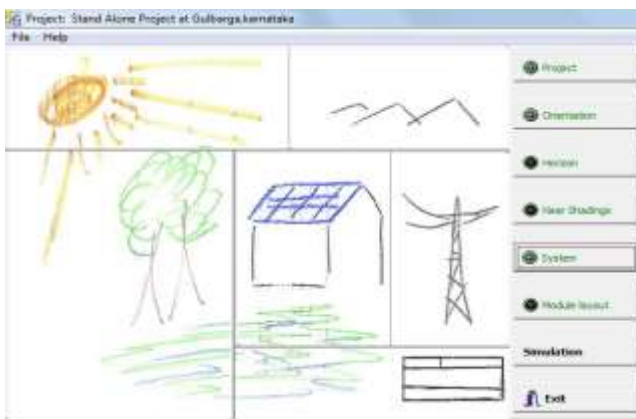 Project: Stand Alone Project at Gulbarga,karnataka
File Help
Project
Orientation
Horizon
Near Shadings
System
Module layout
Simulation
Exit